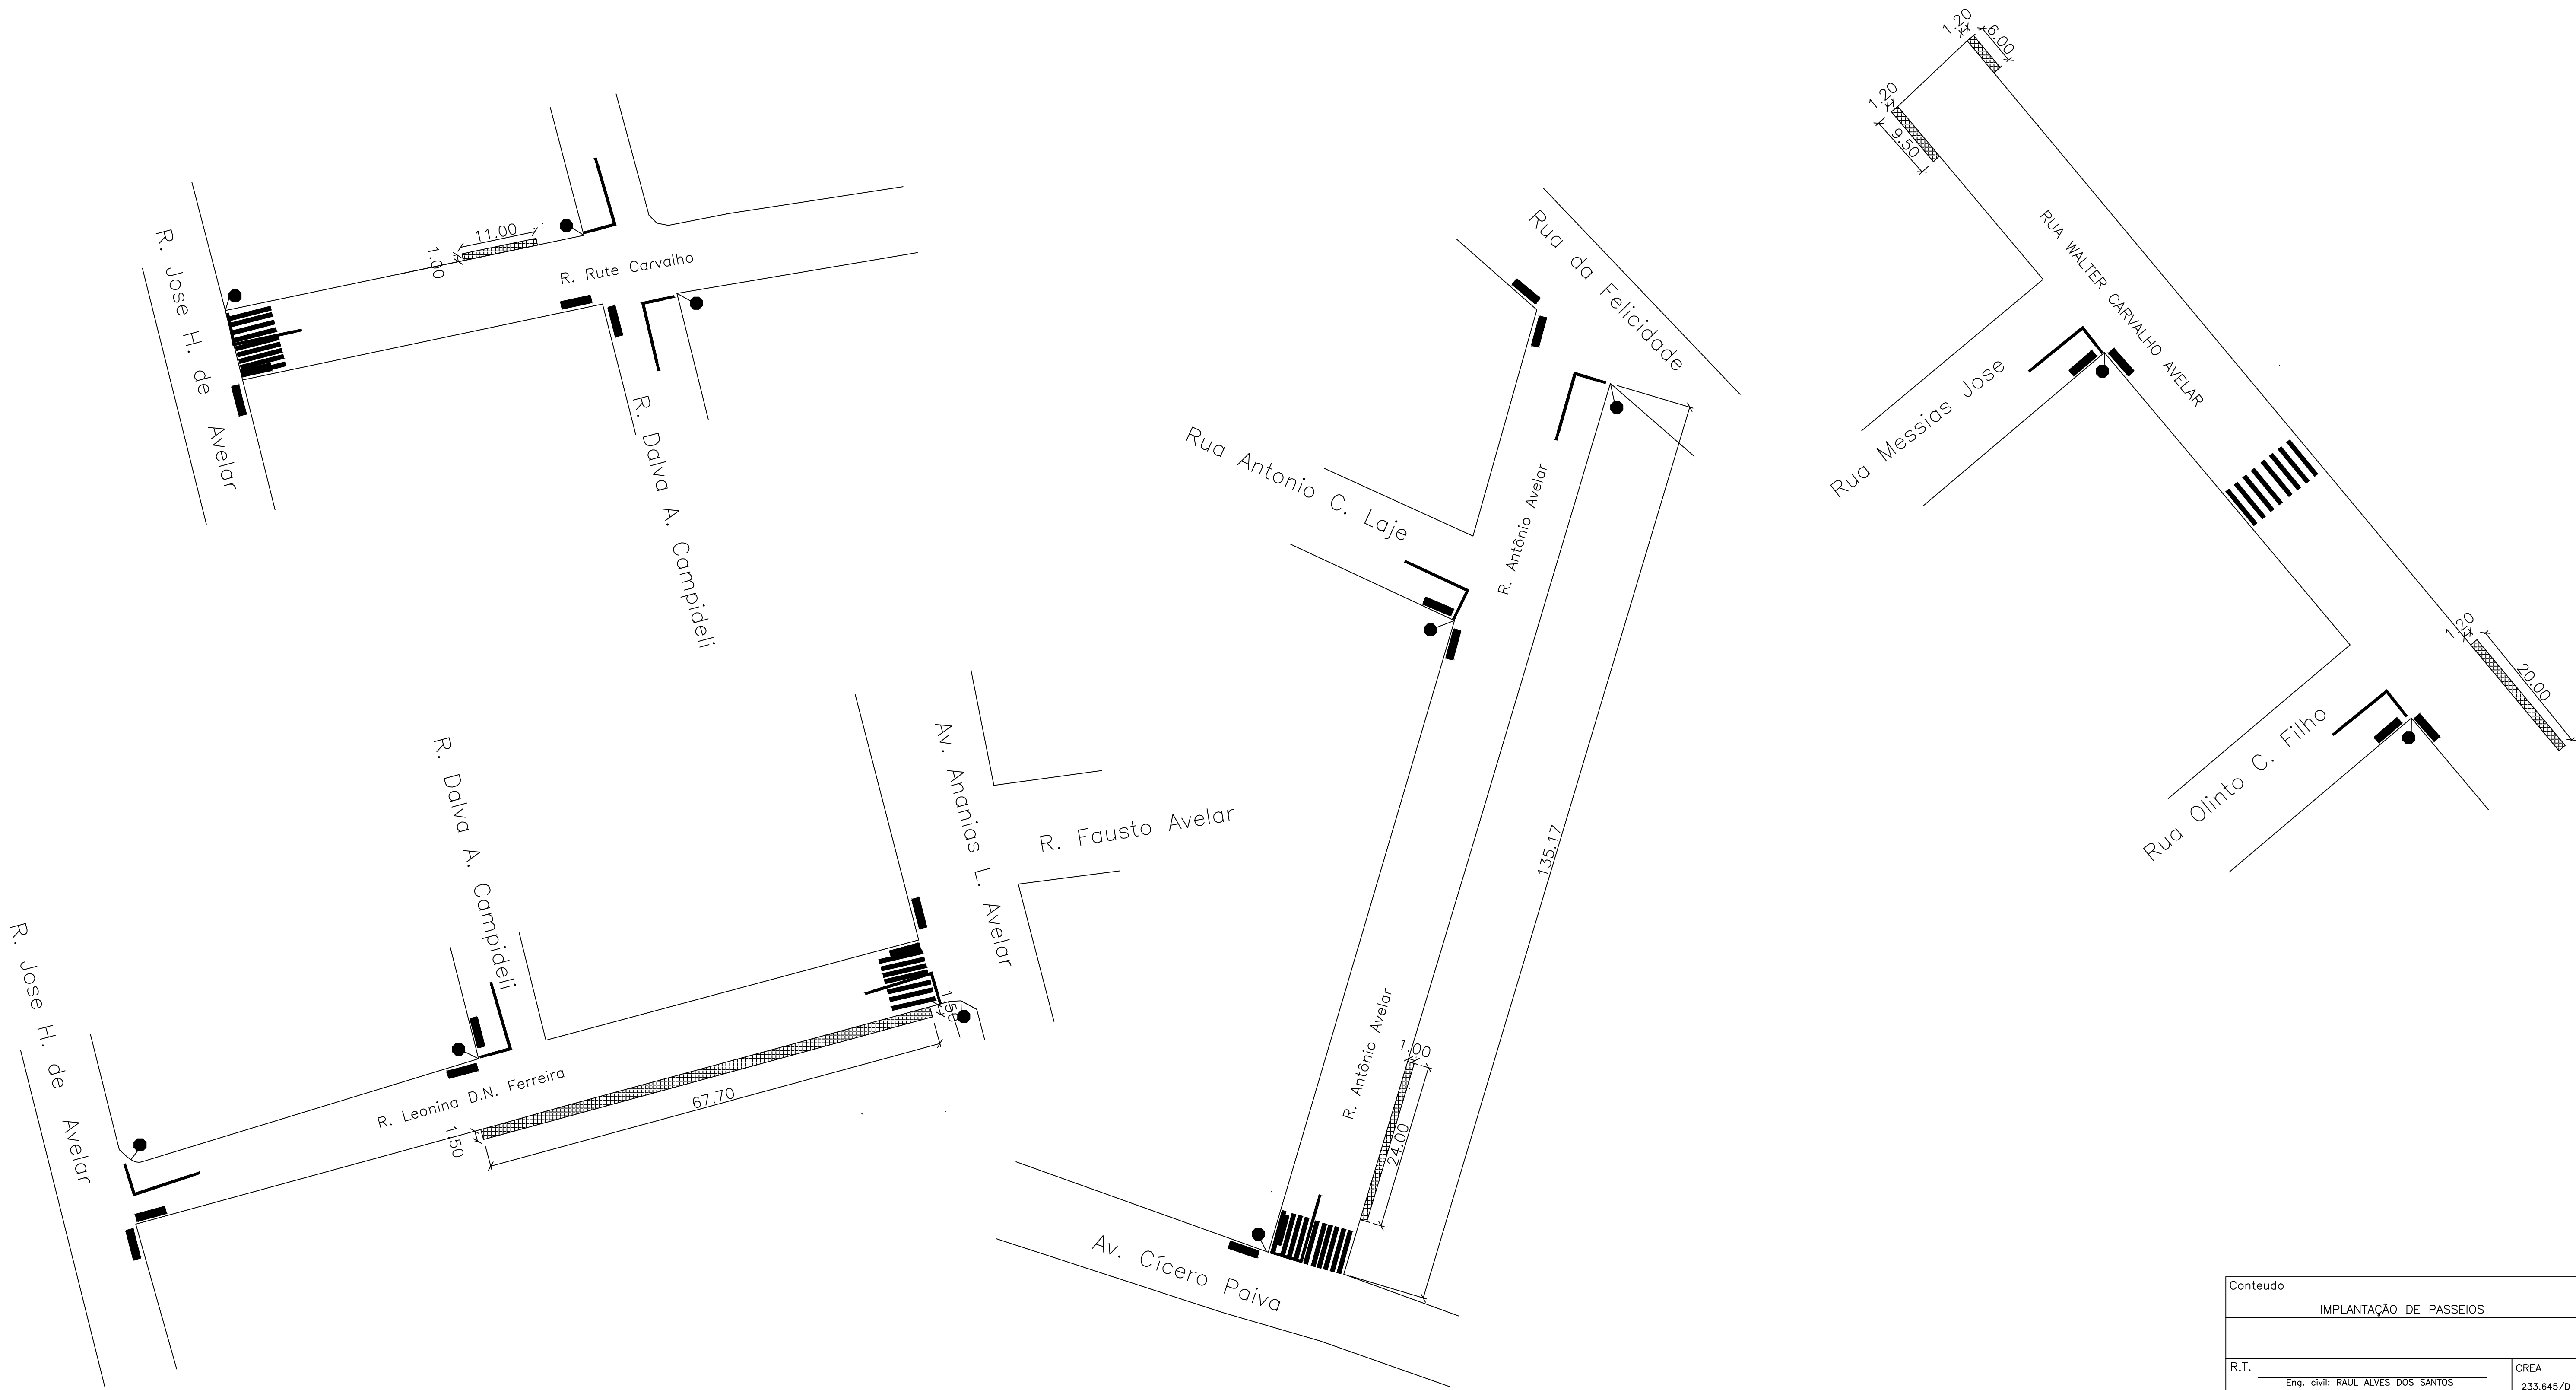 R. Jose H. de Avelar
1.00
11.00
R. Rute Carvalho
R. Dalva A. Campideli
R. Jose H. de Avelar
R. Dalva A. Campideli
R. Leonina D.N. Ferreira
1.50
67.70
1.50
Av. Ananias L. Avelar
R. Fausto Avelar
Rua da Felicidade
Rua Antonio C. Laje
R. Antônio Avelar
135.17
R. Antônio Avelar
1.00
24.00
Av. Cícero Paiva
1.20
6.00
1.20
9.50
RUA WALTER CARVALHO AVELAR
Rua Messias Jose
1.20
20.00
Rua Olinto C. Filho
Conteudo
IMPLANTAÇÃO DE PASSEIOS
R.T.
Eng. civil: RAUL ALVES DOS SANTOS
CREA
233.645/D